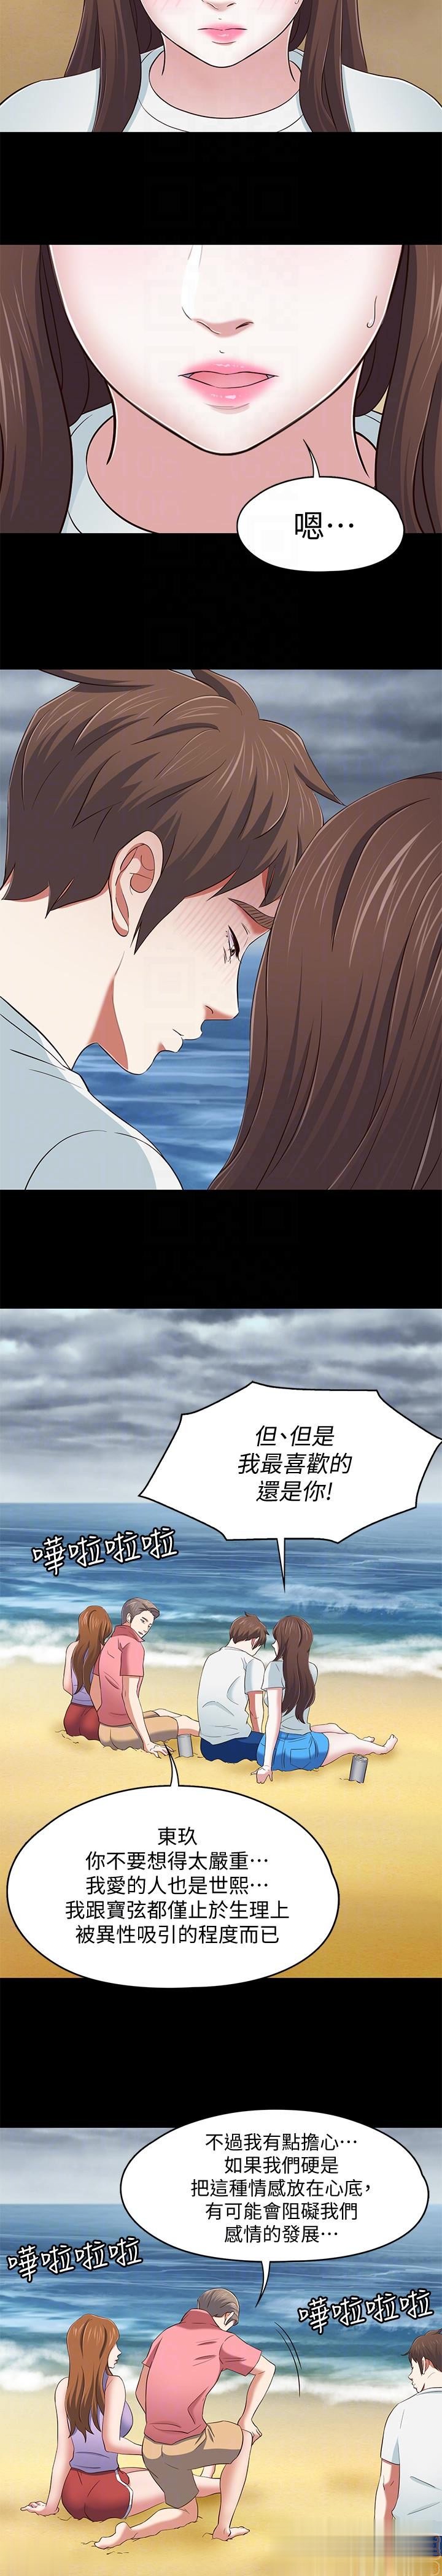 嗯…
但、但是
我最喜歡的
還是你!
嘩啦啦啦
東玖
你不要想得太嚴重…
我愛的人也是世熙…
我跟寶弦都僅止於生理上
被異性吸引的程度而已
不過我有點擔心…
如果我們硬是
把這種情感放在心底，
有可能會阻礙我們
感情的發展…
嘩啦啦啦
嘩啦啦啦